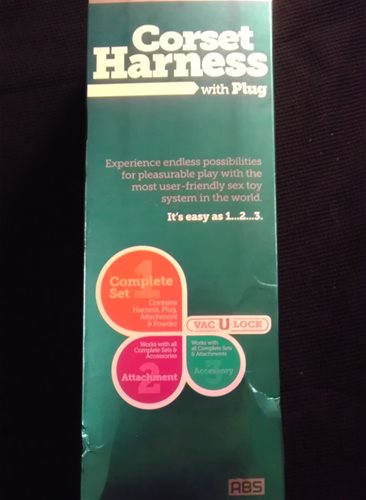 Corset
Harness
with Plug
Experience endless possibilities
for pleasurable play with the
most user-friendly sex toy
system in the world.
It's easy as 1...2...3.
1
Complete
Set
Contains
Harness, Plug,
Attachment
& Powder
VAC U LOCK
Works with all
Complete Sets &
Accessories
2
Attachment
Works with
all Complete Sets
& Attachments
3
Accessory
ABS